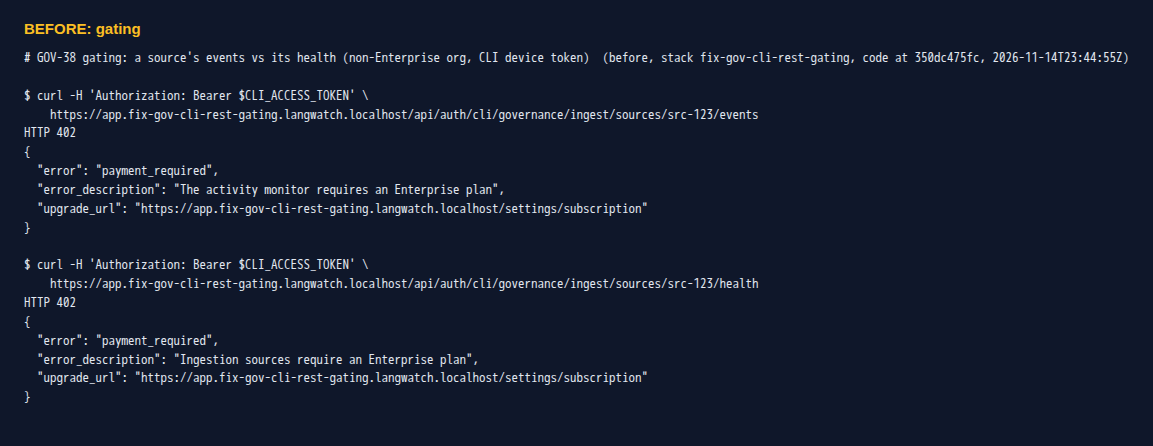 BEFORE: gating
# GOV-38 gating: a source's events vs its health (non-Enterprise org, CLI device token)  (before, stack fix-gov-cli-rest-gating, code at 350dc475fc, 2026-11-14T23:44:55Z)
$ curl -H 'Authorization: Bearer $CLI_ACCESS_TOKEN' \
    https://app.fix-gov-cli-rest-gating.langwatch.localhost/api/auth/cli/governance/ingest/sources/src-123/events
HTTP 402
{
  "error": "payment_required",
  "error_description": "The activity monitor requires an Enterprise plan",
  "upgrade_url": "https://app.fix-gov-cli-rest-gating.langwatch.localhost/settings/subscription"
}
$ curl -H 'Authorization: Bearer $CLI_ACCESS_TOKEN' \
    https://app.fix-gov-cli-rest-gating.langwatch.localhost/api/auth/cli/governance/ingest/sources/src-123/health
HTTP 402
{
  "error": "payment_required",
  "error_description": "Ingestion sources require an Enterprise plan",
  "upgrade_url": "https://app.fix-gov-cli-rest-gating.langwatch.localhost/settings/subscription"
}